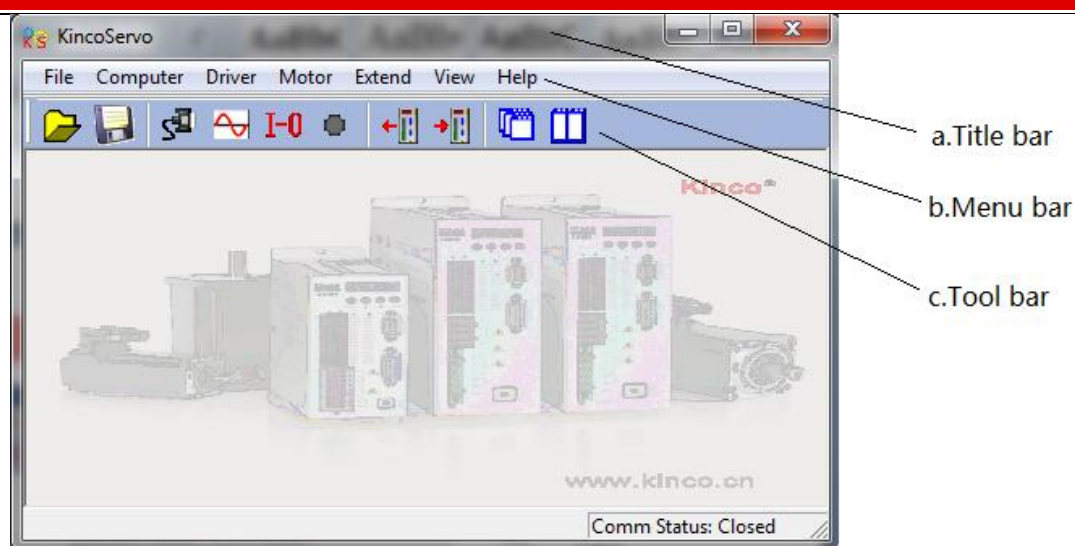 KincoServo
File Computer Driver Motor Extend View Help
I-0
a.Title bar
b.Menu bar
c.Tool bar
Kinco®
www.kinco.cn
Comm Status: Closed